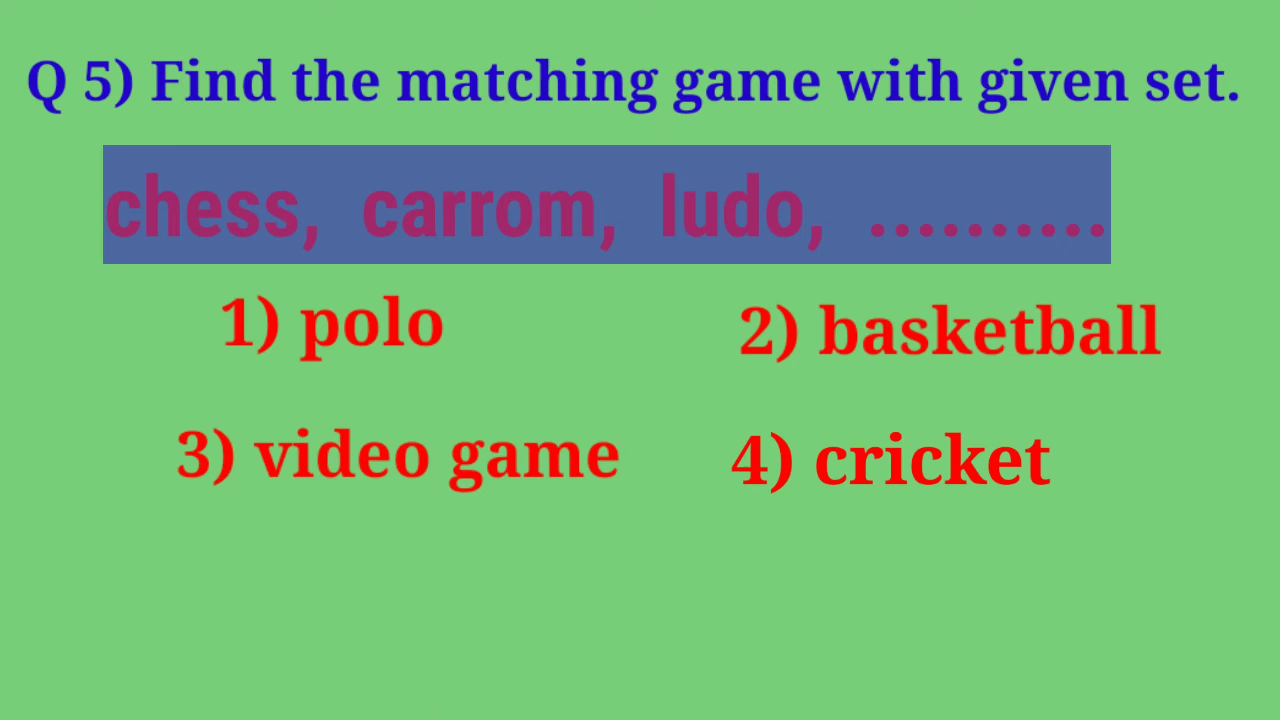 Q 5) Find the matching game with given set.
chess, carrom, ludo, ..........
1) polo 2) basketball
3) video game 4) cricket